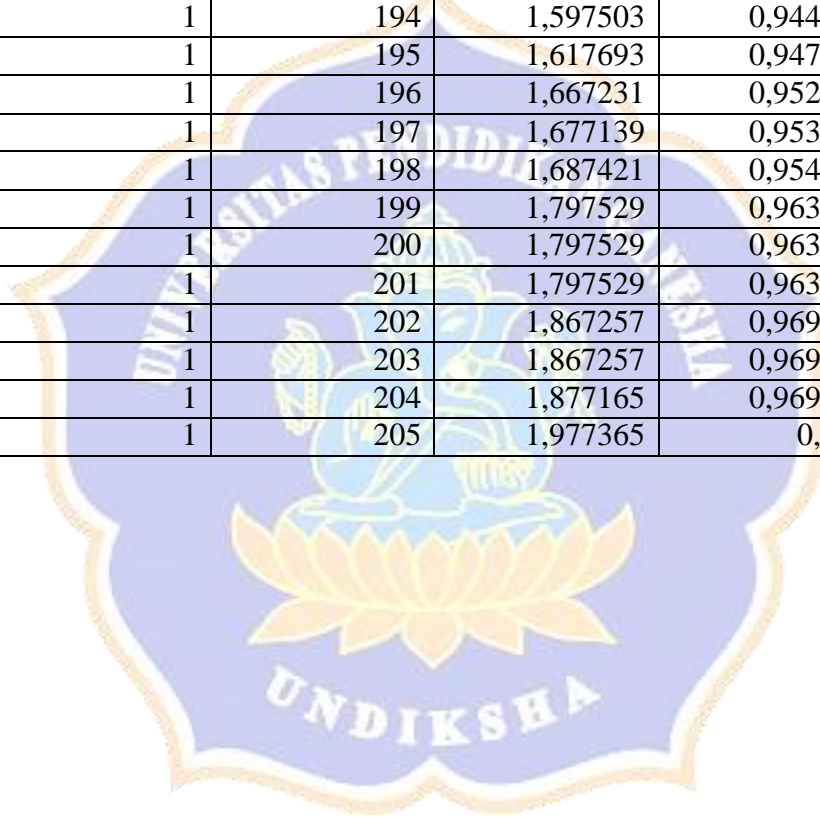 1 194 1,597503 0,944
1 195 1,617693 0,947
1 196 1,667231 0,952
1 197 1,677139 0,953
1 198 1,687421 0,954
1 199 1,797529 0,963
1 200 1,797529 0,963
1 201 1,797529 0,963
1 202 1,867257 0,969
1 203 1,867257 0,969
1 204 1,877165 0,969
1 205 1,977365 0,
UNIVERSITAS PENDIDIKAN GANESHA
UNDIKSHA